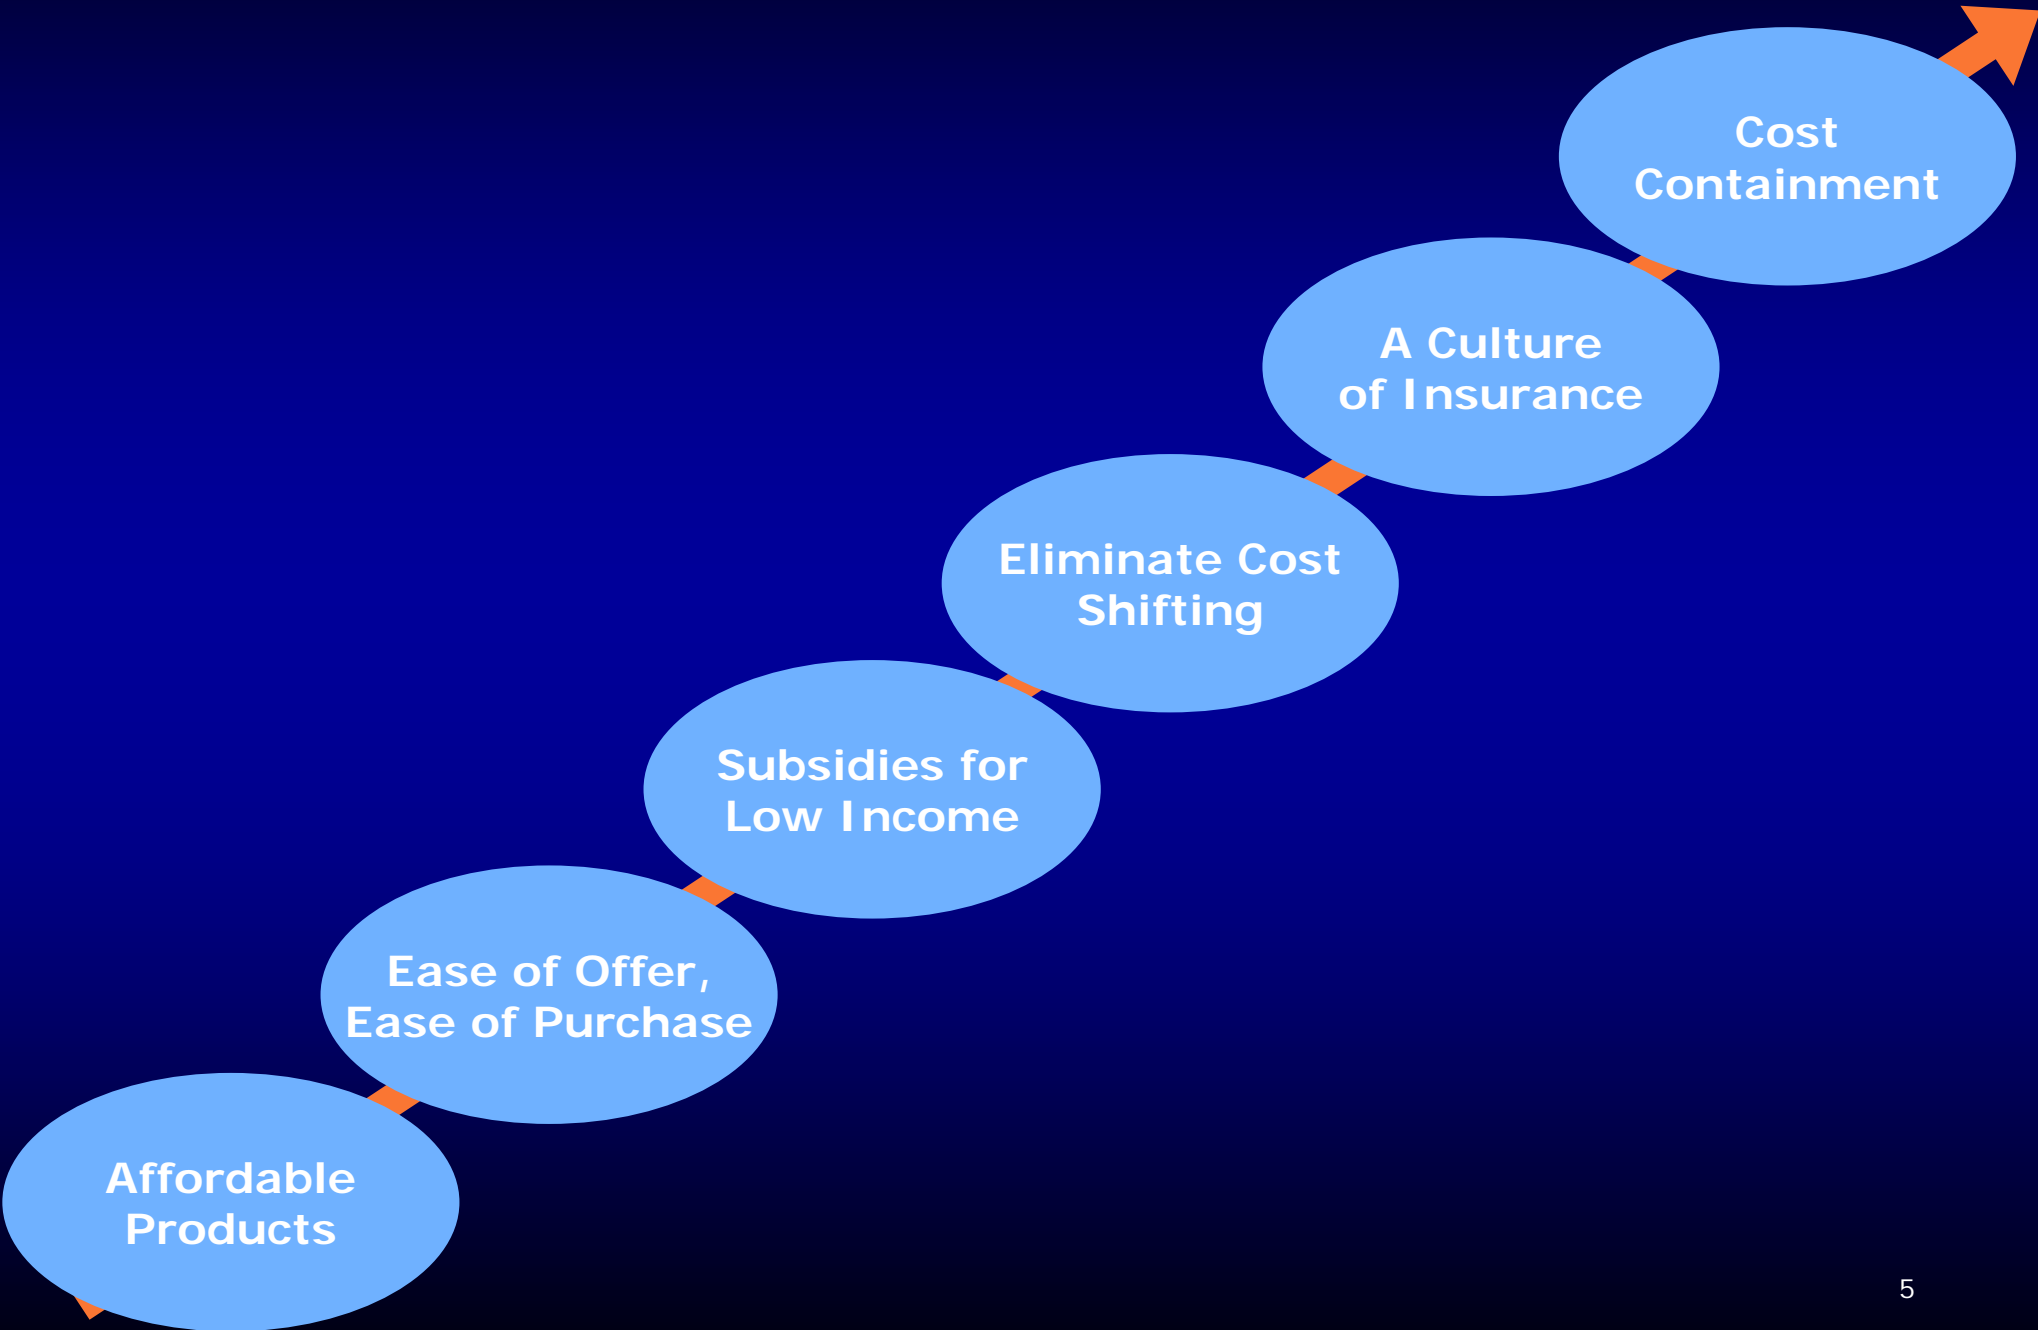 Cost
Containment
A Culture
of Insurance
Eliminate Cost
Shifting
Subsidies for
Low Income
Ease of Offer,
Ease of Purchase
Affordable
Products
5